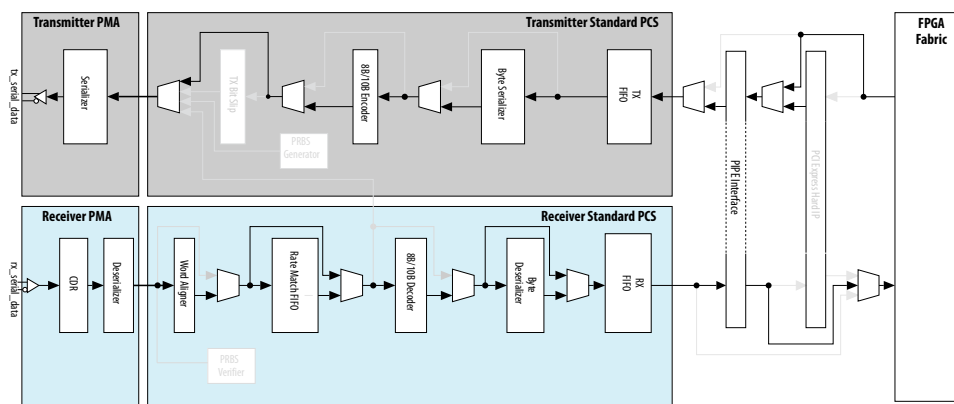 Transmitter PMA
Transmitter Standard PCS
FPGA
Fabric
tx_serial_data
Serializer
TX Bit Slip
8B/10B Encoder
Byte Serializer
TX
FIFO
PRBS
Generator
PIPE Interface
PCI Express Hard IP
Receiver PMA
Receiver Standard PCS
rx_serial_data
CDR
Deserializer
Word Aligner
Rate Match FIFO
8B/10B Decoder
Byte
Deserializer
RX
FIFO
PRBS
Verifier